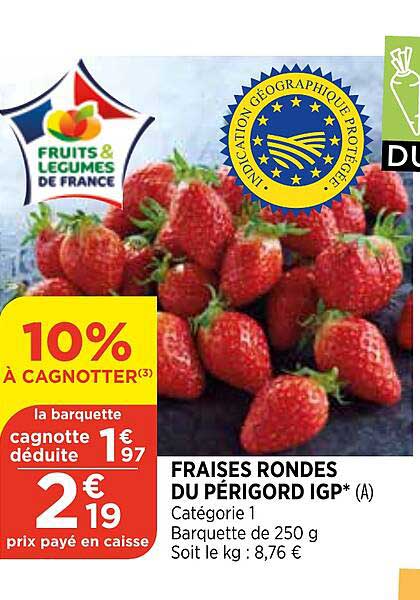 FRUITS &
LEGUMES
DE FRANCE
INDICATION GÉOGRAPHIQUE PROTÉGÉE
DU
10%
À CAGNOTTER(3)
la barquette
cagnotte déduite 1€97
2€19
prix payé en caisse
FRAISES RONDES
DU PÉRIGORD IGP* (A)
Catégorie 1
Barquette de 250 g
Soit le kg : 8,76 €